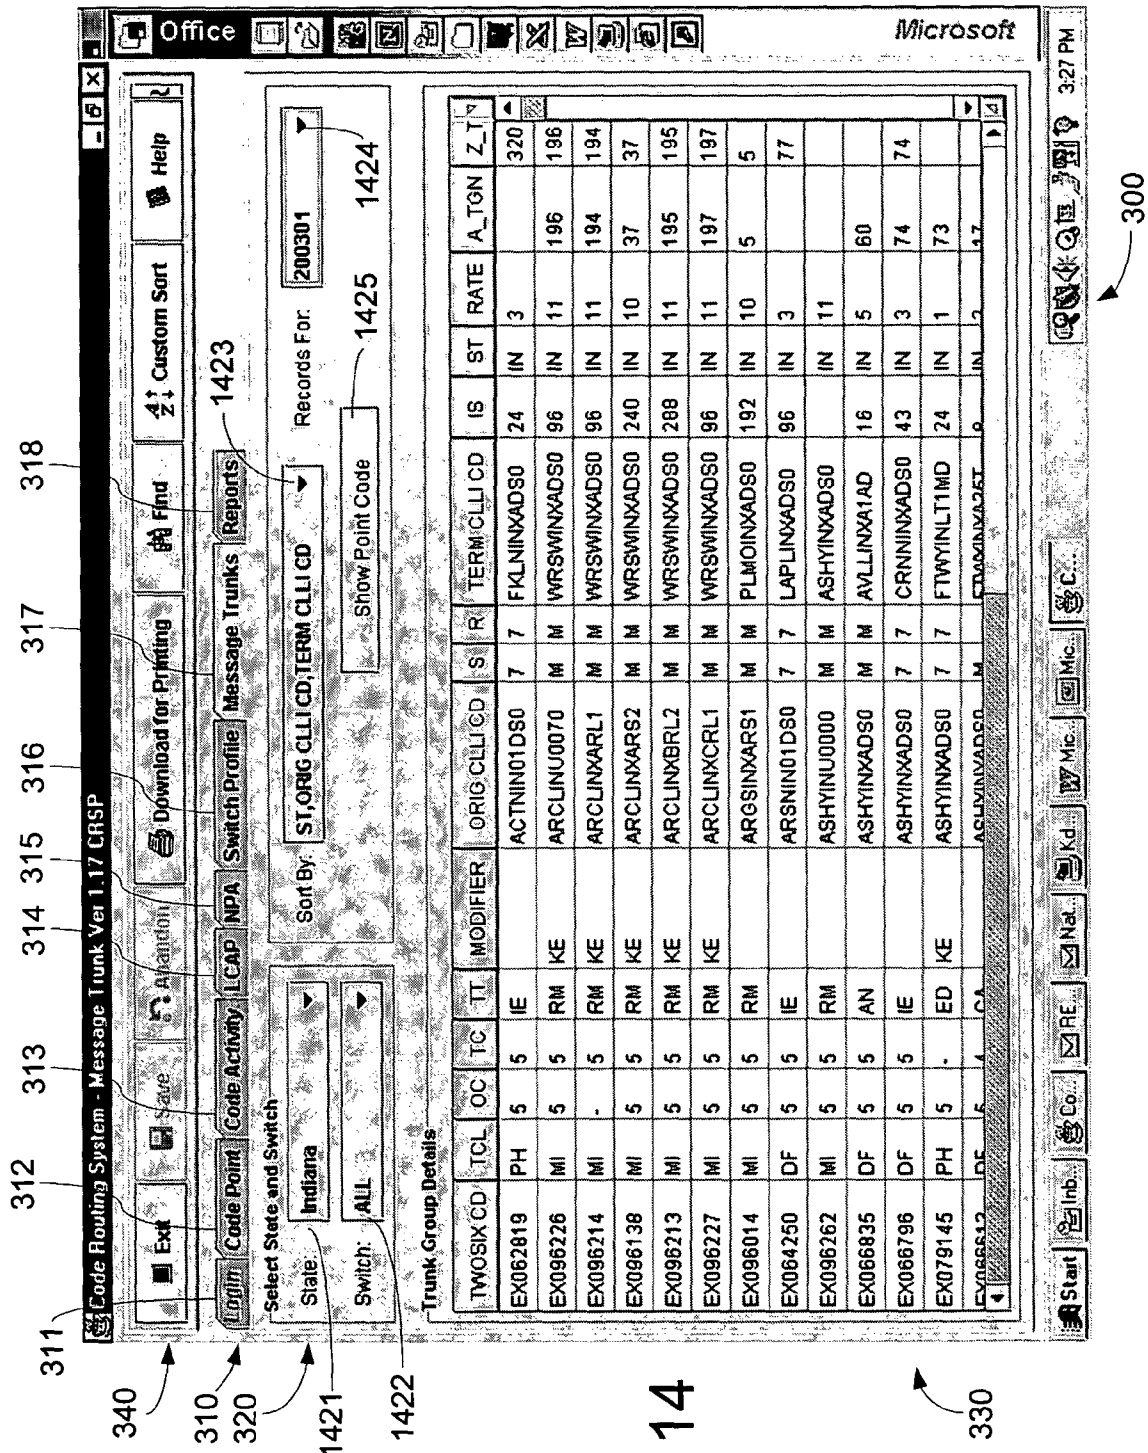 Code Routing System - Message Trunk Ver 1.17 CRSP
Office
Microsoft
Exit
Save
Abandon
Download for Printing
Find
Custom Sort
Help
Login Code Point Code Activity LCAP NPA Switch Profile Message Trunks Reports
Select State and Switch
State: Indiana
Switch: ALL
Sort By: ST,ORIG CLLI CD,TERM CLLI CD
Records For: 200301
Show Point Code
Trunk Group Details
TWOSIX CD TCL OC TC TT MODIFIER ORIG CLLI CD S R TERM CLLI CD IS ST RATE A_TGN Z_T
EX062819 PH 5 5 IE ACTNIN01DS0 7 7 FKLNINXADS0 24 IN 3 320
EX096226 MI 5 5 RM KE ARCLINU0070 M M WRSWINXADS0 96 IN 11 196 196
EX096214 MI - 5 RM KE ARCLINXARL1 M M WRSWINXADS0 96 IN 11 194 194
EX096138 MI 5 5 RM KE ARCLINXARS2 M M WRSWINXADS0 240 IN 10 37 37
EX096213 MI 5 5 RM KE ARCLINXBRL2 M M WRSWINXADS0 288 IN 11 195 195
EX096227 MI 5 5 RM KE ARCLINXCRL1 M M WRSWINXADS0 96 IN 11 197 197
EX096014 MI 5 5 RM ARGSINXARS1 M M PLMOINXADS0 192 IN 10 5 5
EX064250 DF 5 5 IE ARSNIN01DS0 7 7 LAPLINXADS0 96 IN 3 77
EX096262 MI 5 5 RM ASHYINU0000 M M ASHYINXADS0 IN 11
EX066835 DF 5 5 AN ASHYINXADS0 M M AVLLINXA1AD 16 IN 5 60
EX066796 DF 5 5 IE ASHYINXADS0 7 7 CRNNINXADS0 43 IN 3 74 74
EX079145 PH 5 - ED KE ASHYINXADS0 7 7 FTWYINLT1MD 24 IN 1 73
Start Inb... Co... RE... Nat... Kd... Mic... Mic... C... 3:27 PM
311
312
313
314
315
316
317
318
340
310
320
1421
1422
1423
1424
1425
330
300
14